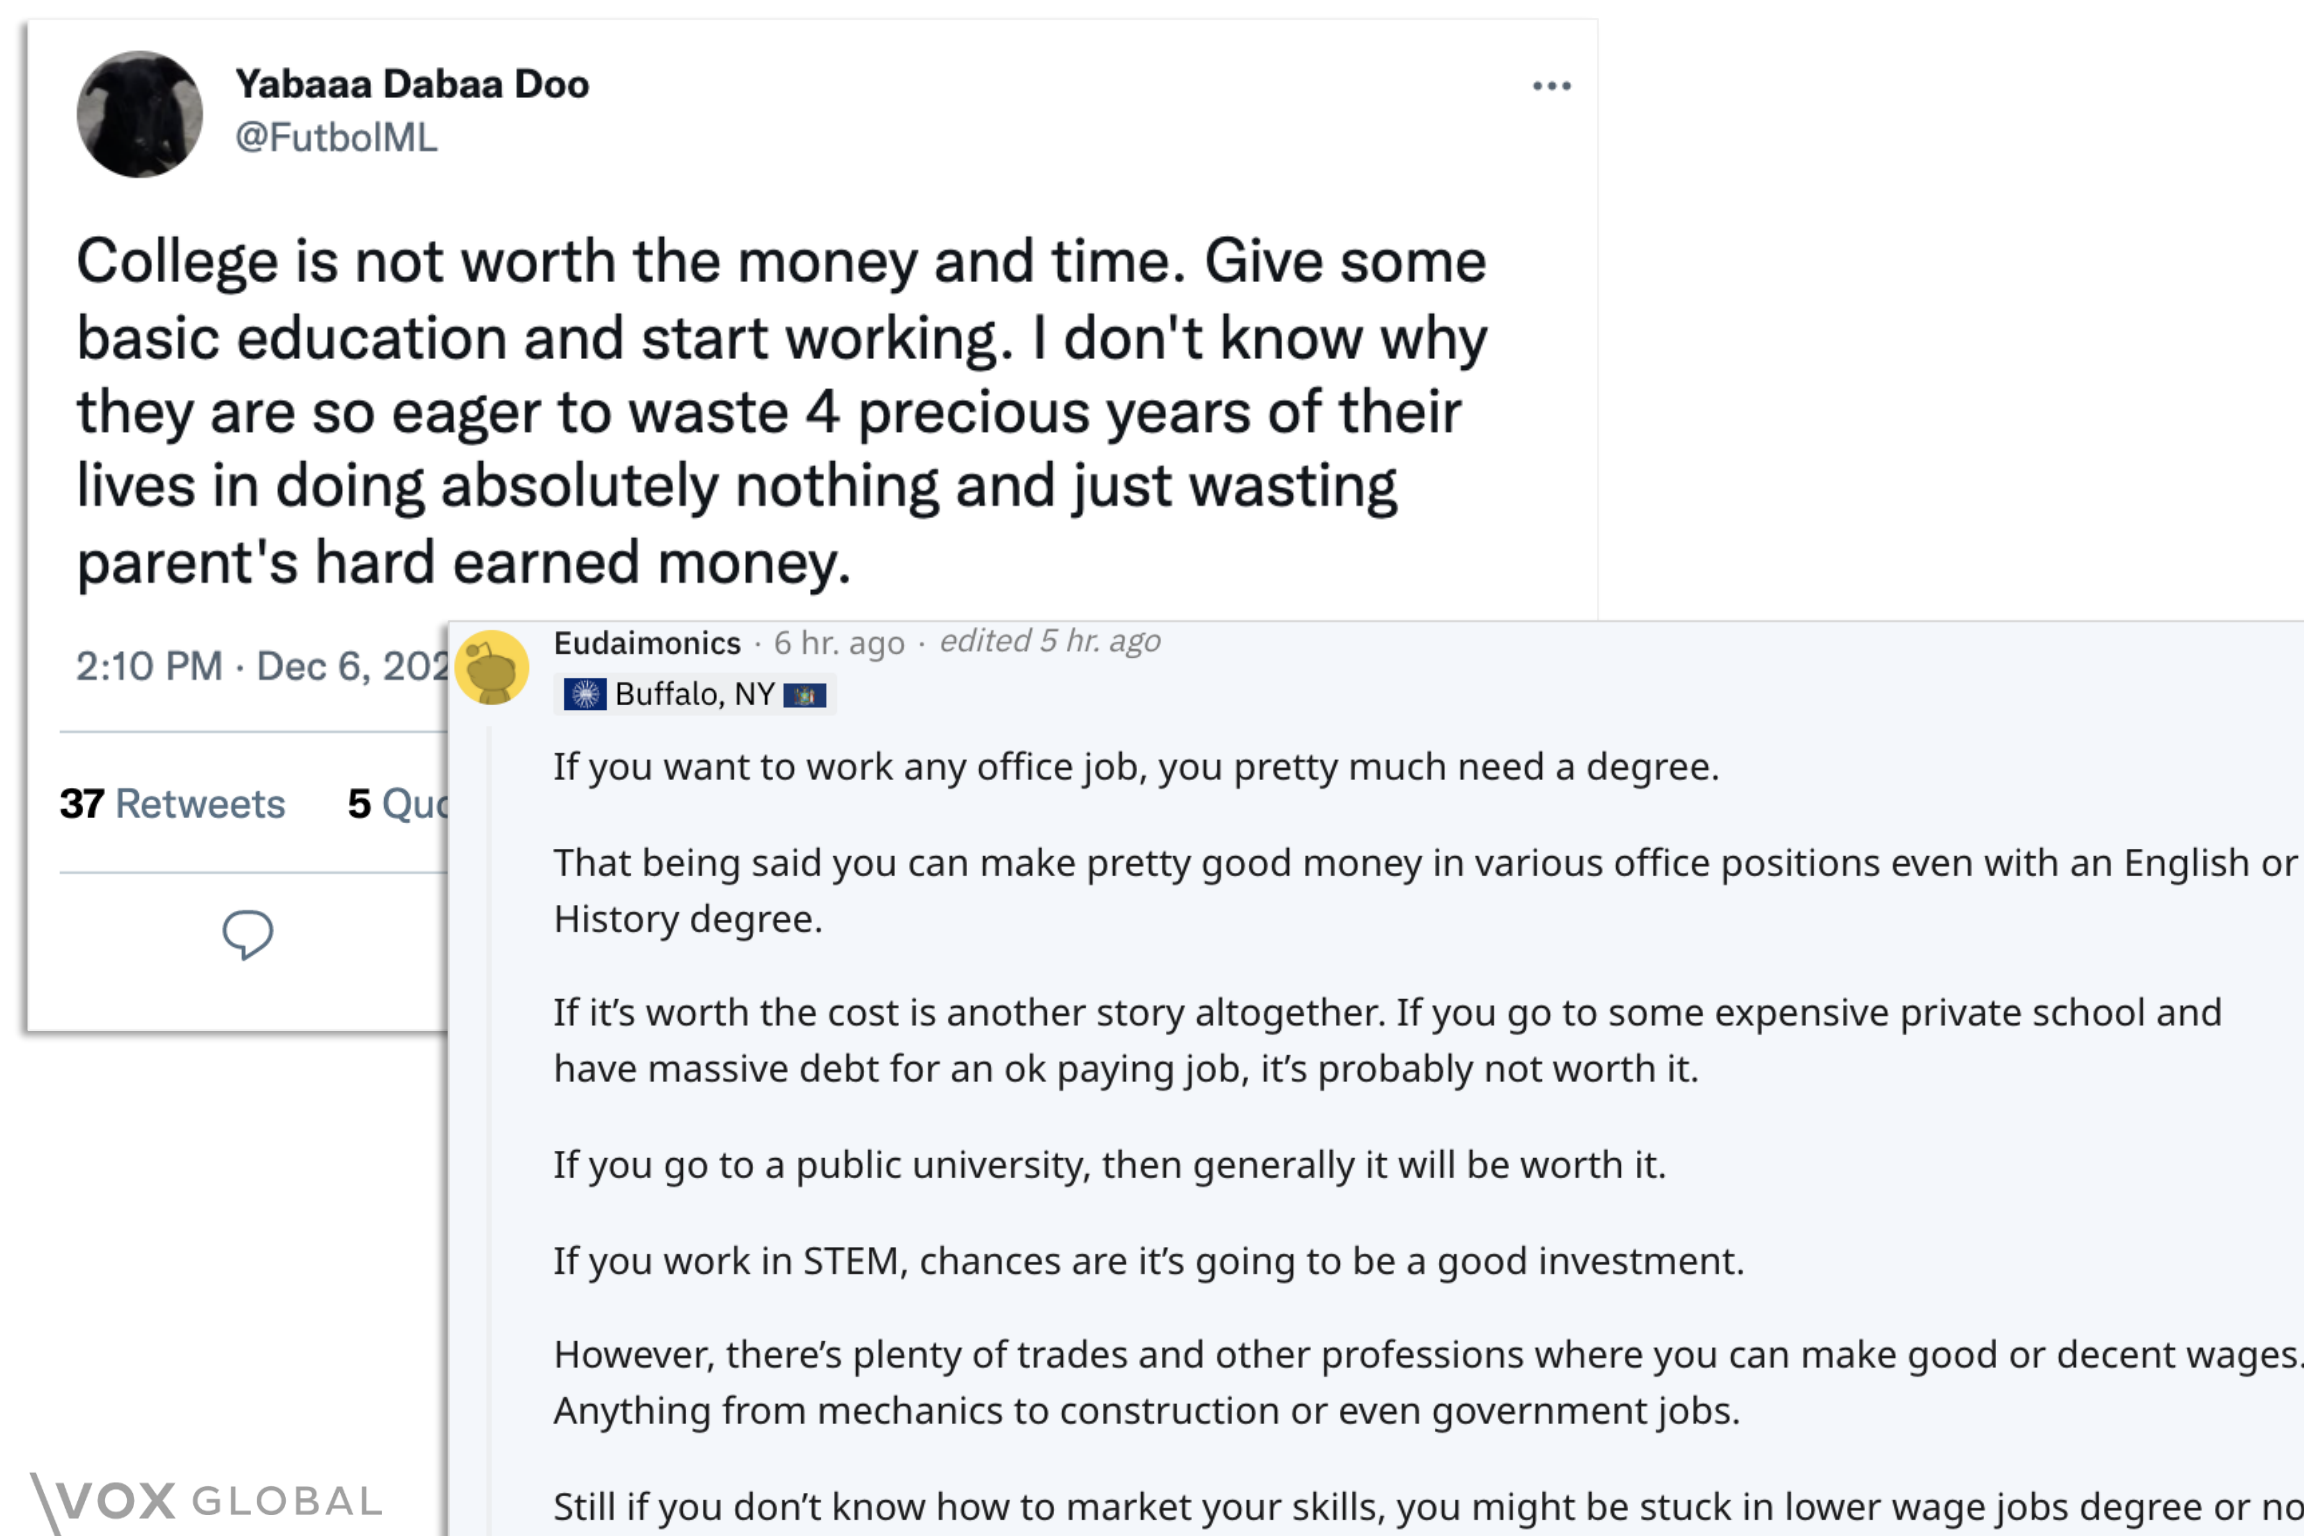 Yabaaa Dabaa Doo
@FutbolML
College is not worth the money and time. Give some
basic education and start working. I don't know why
they are so eager to waste 4 precious years of their
lives in doing absolutely nothing and just wasting
parent's hard earned money.
2:10 PM · Dec 6, 202
37 Retweets 5 Quo
Eudaimonics · 6 hr. ago · edited 5 hr. ago
Buffalo, NY
If you want to work any office job, you pretty much need a degree.
That being said you can make pretty good money in various office positions even with an English or
History degree.
If it’s worth the cost is another story altogether. If you go to some expensive private school and
have massive debt for an ok paying job, it’s probably not worth it.
If you go to a public university, then generally it will be worth it.
If you work in STEM, chances are it’s going to be a good investment.
However, there’s plenty of trades and other professions where you can make good or decent wages.
Anything from mechanics to construction or even government jobs.
Still if you don’t know how to market your skills, you might be stuck in lower wage jobs degree or no
VOX GLOBAL